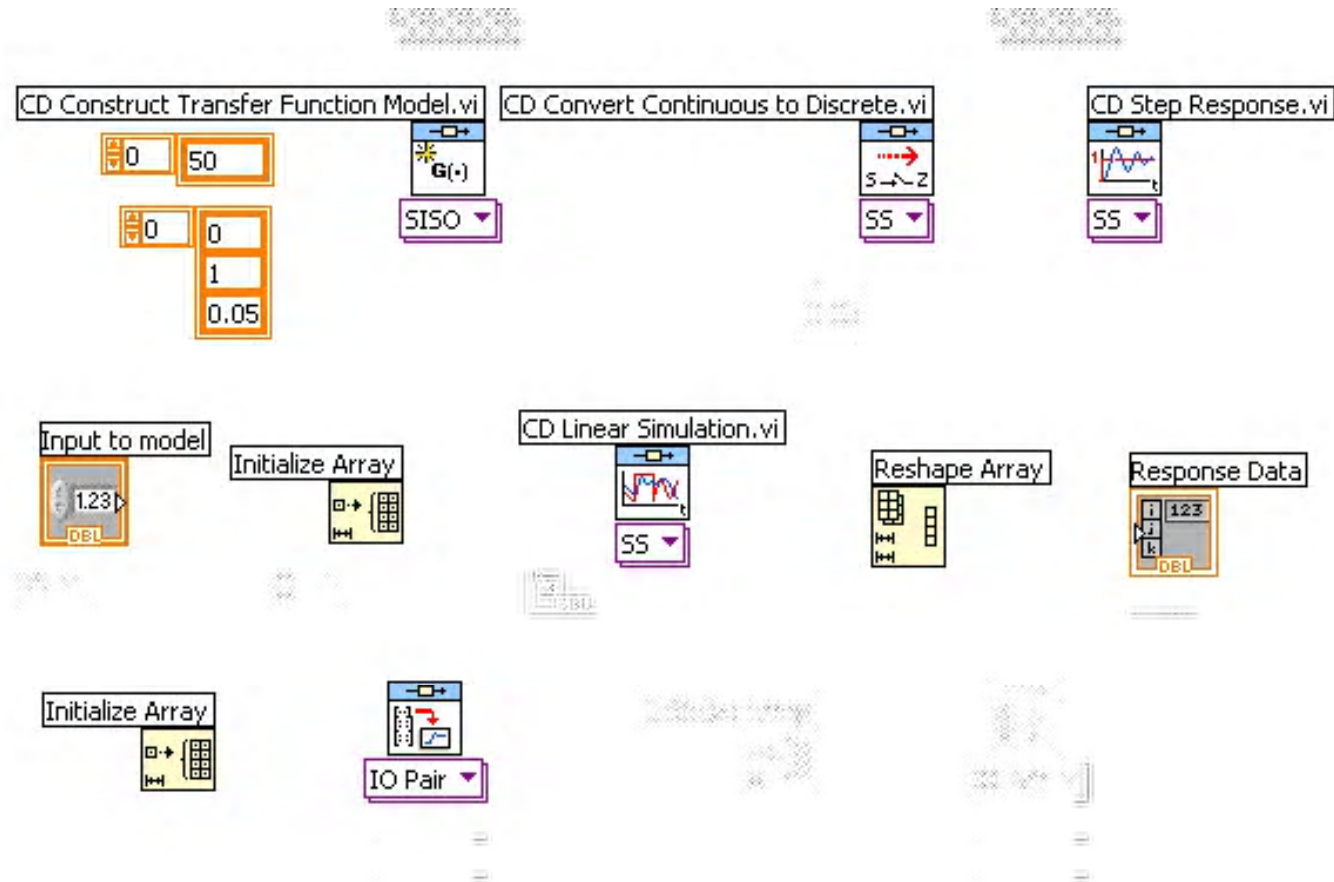 CD Construct Transfer Function Model.vi
CD Convert Continuous to Discrete.vi
CD Step Response.vi
0
50
G(·)
S Z
1
t
SISO
SS
SS
0
0
1
0.05
Input to model
1.23
DBL
Initialize Array
CD Linear Simulation.vi
t
SS
Reshape Array
Response Data
i
j
k
123
DBL
Initialize Array
IO Pair